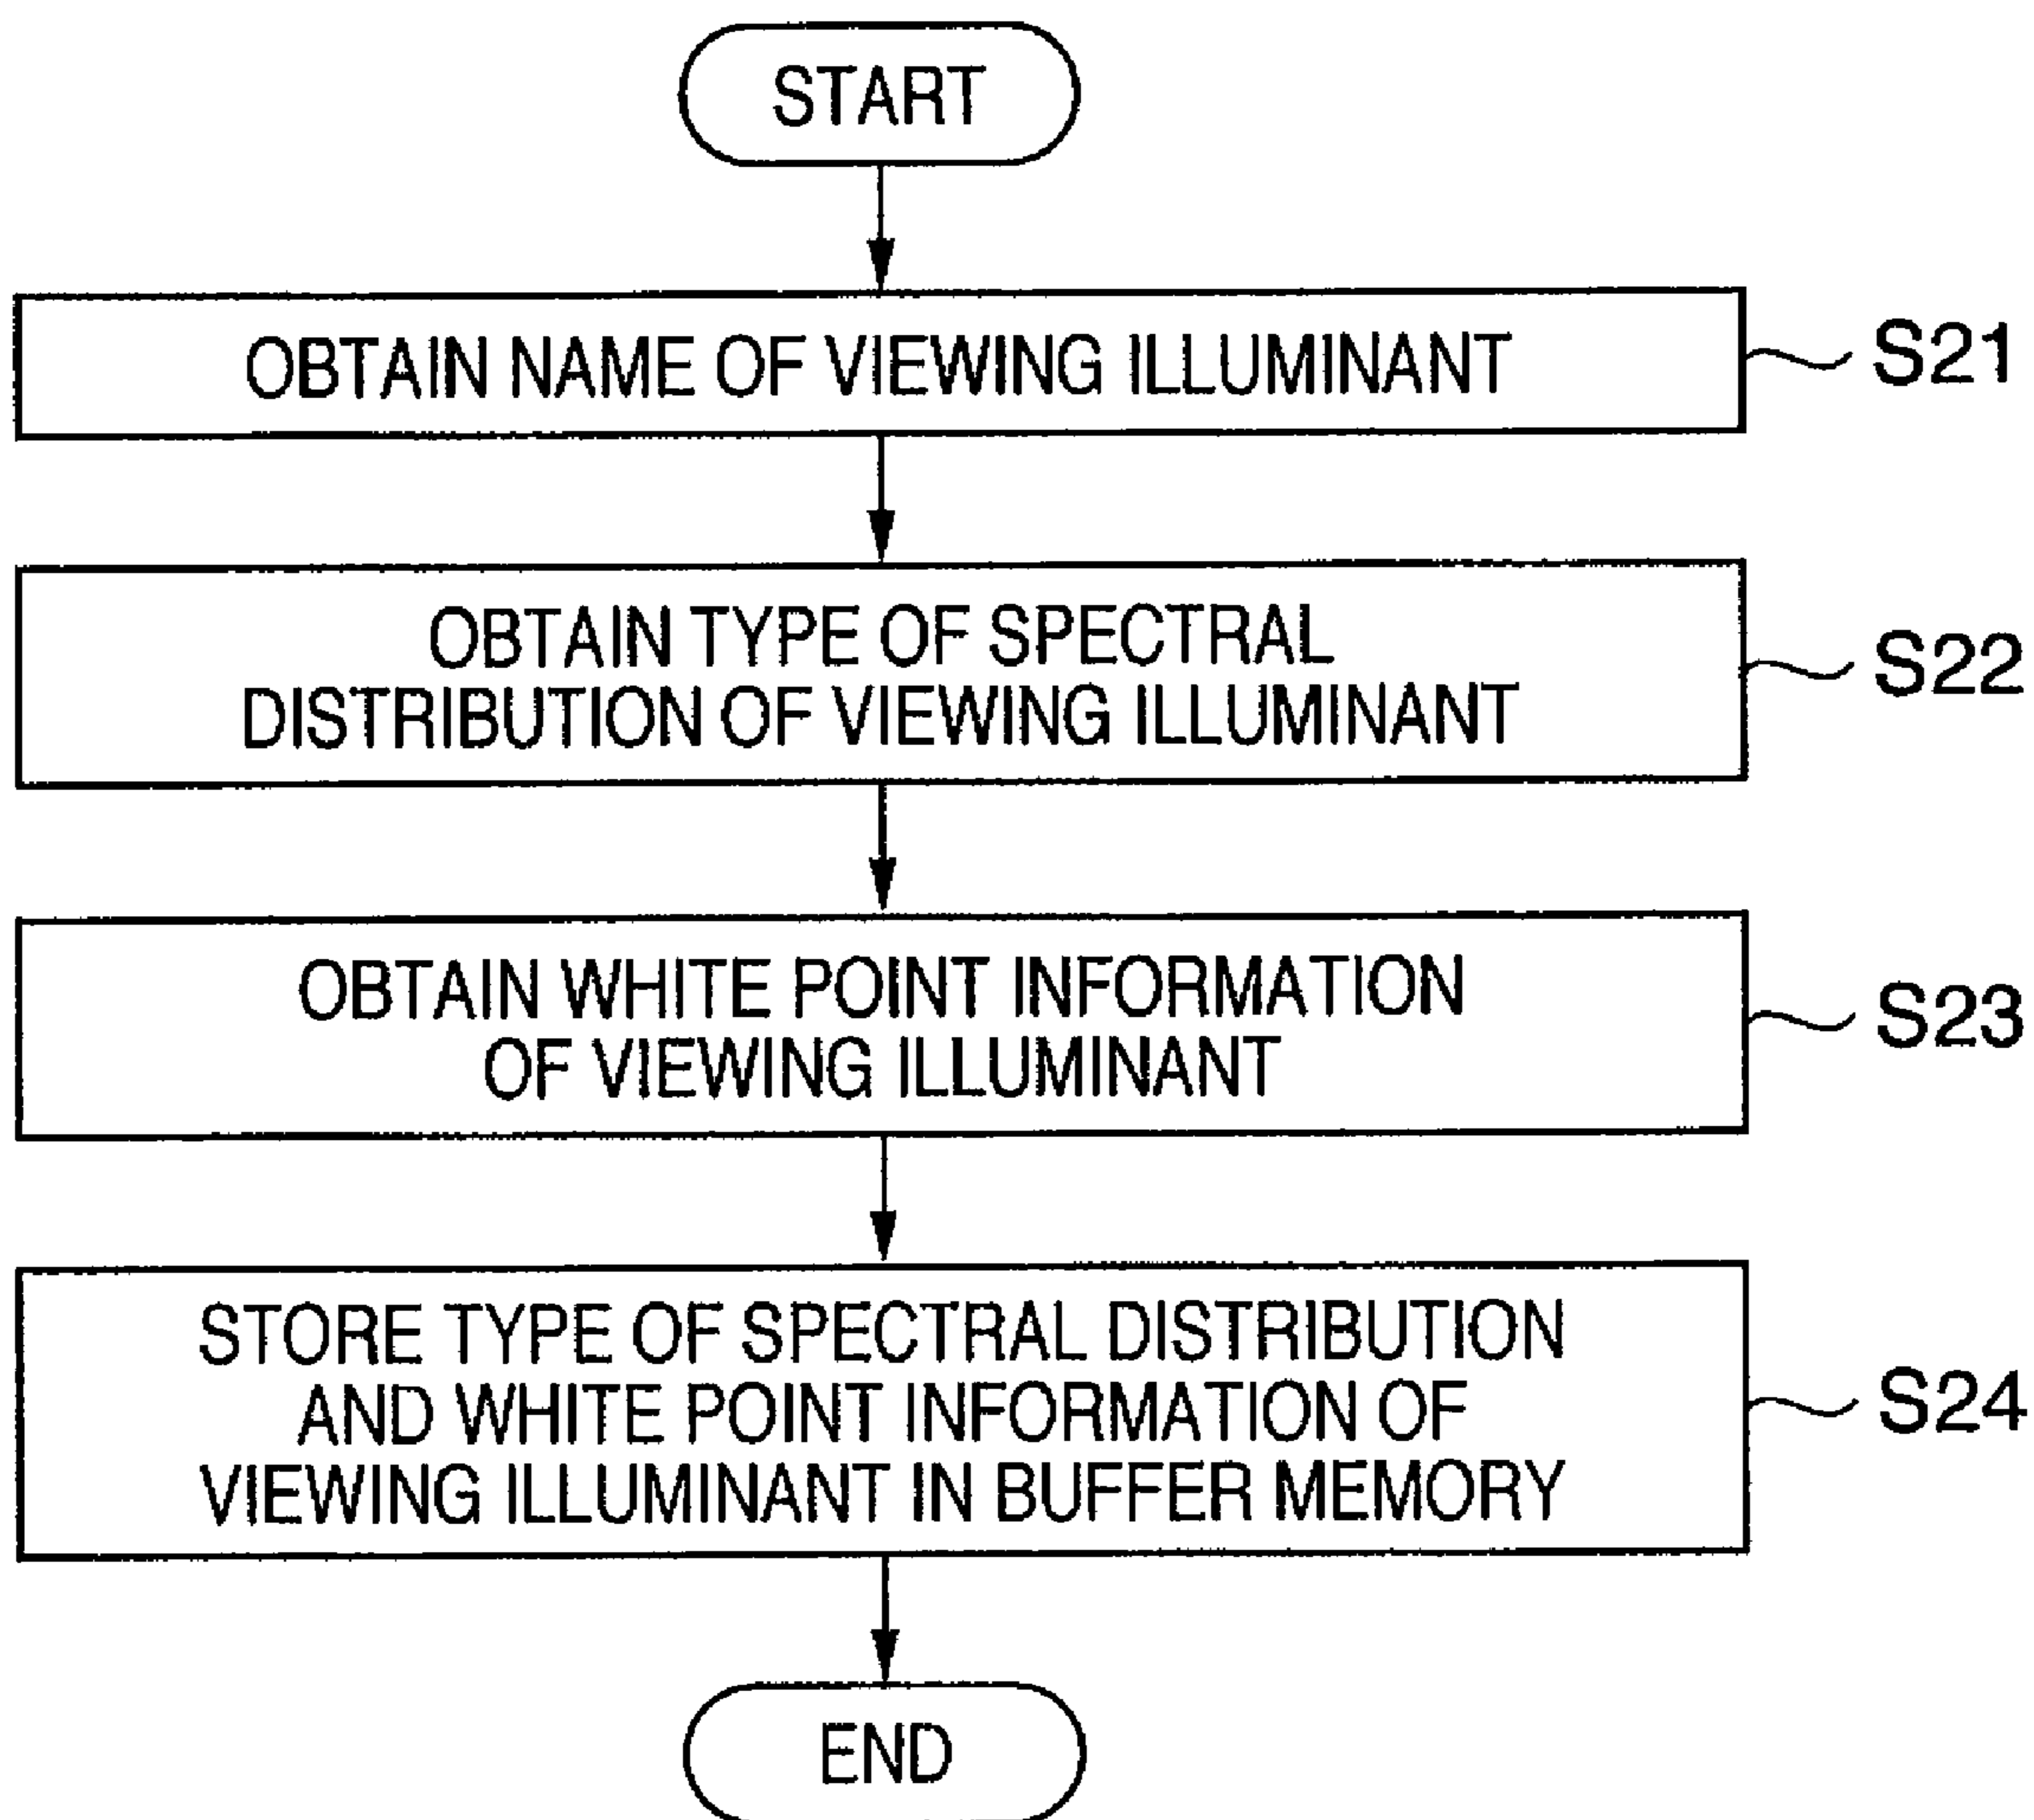 START
OBTAIN NAME OF VIEWING ILLUMINANT
S21
OBTAIN TYPE OF SPECTRAL
DISTRIBUTION OF VIEWING ILLUMINANT
S22
OBTAIN WHITE POINT INFORMATION
OF VIEWING ILLUMINANT
S23
STORE TYPE OF SPECTRAL DISTRIBUTION
AND WHITE POINT INFORMATION OF
VIEWING ILLUMINANT IN BUFFER MEMORY
S24
END